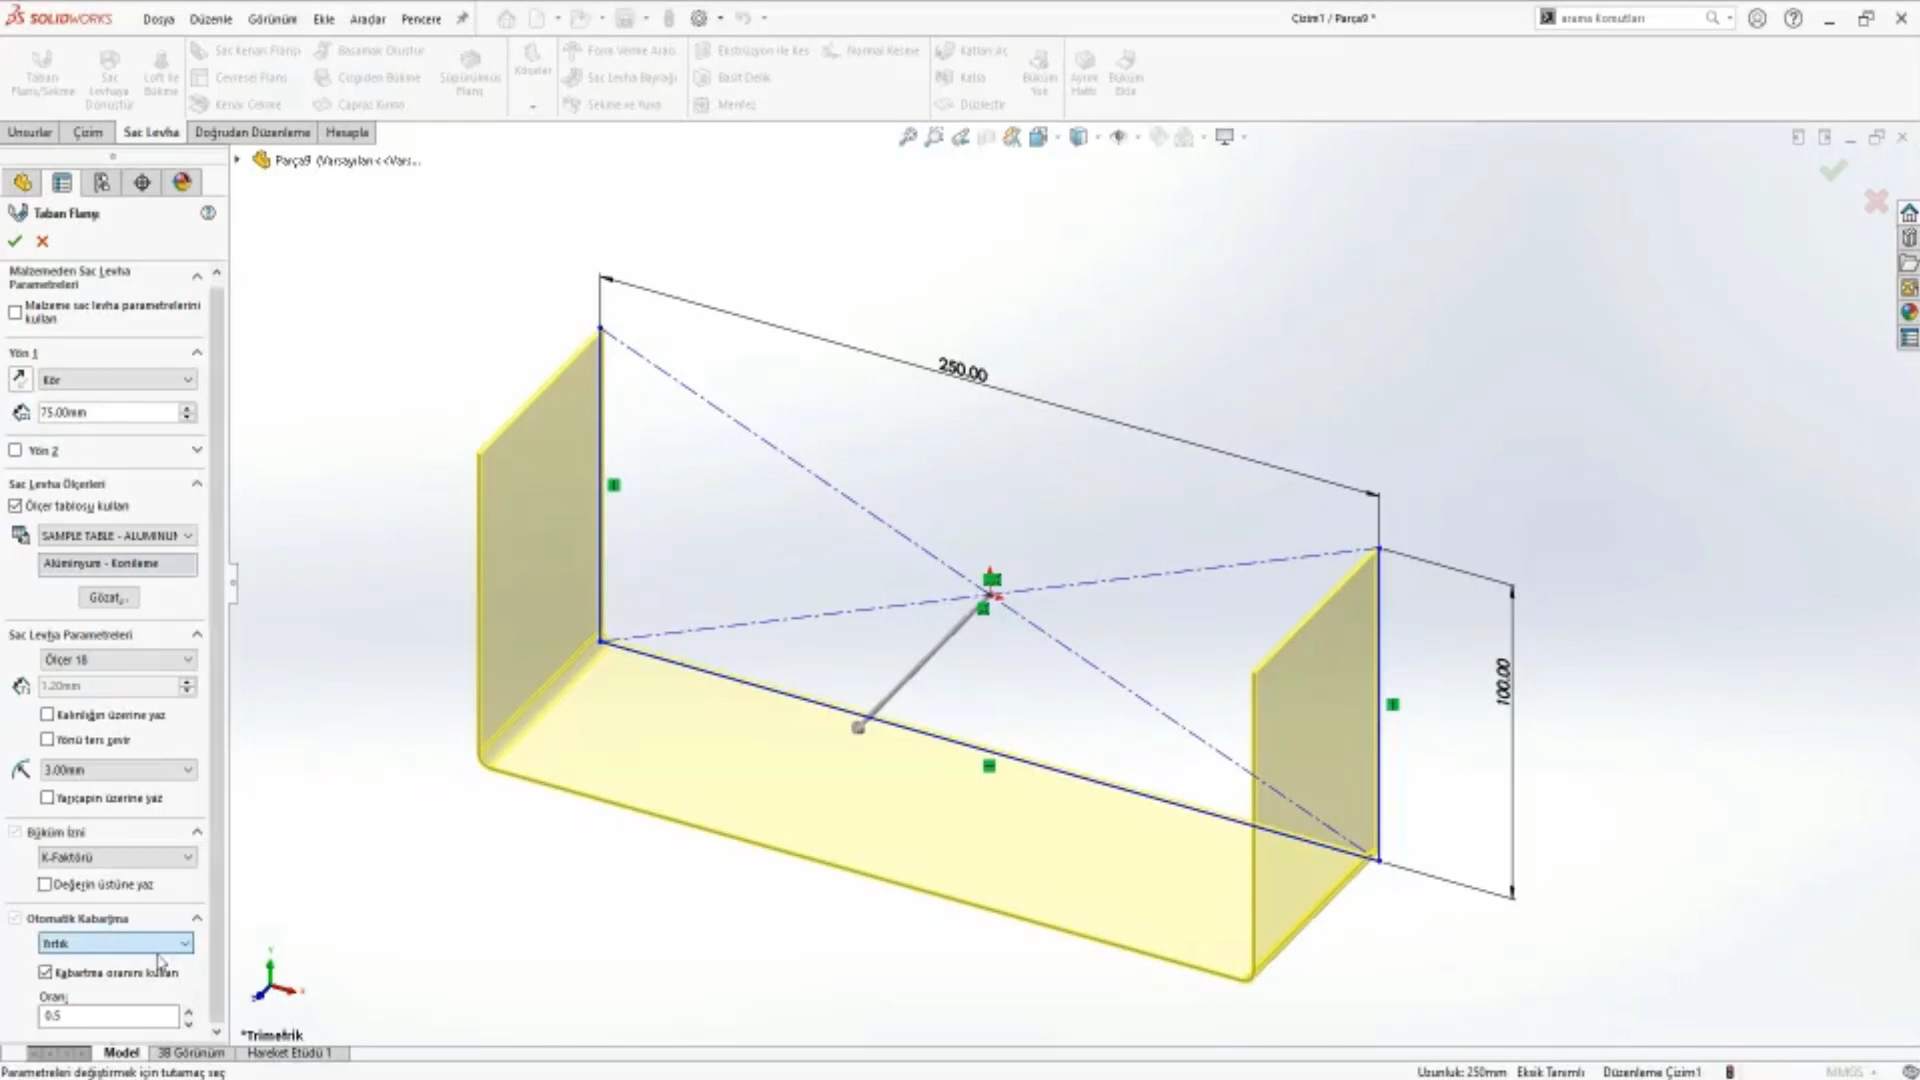 SOLIDWORKS Dosya Düzenle Görünüm Ekle Araçlar Pencere
Çizim1 / Parça9 *
arama Komutları
Taban Flanşı/Sekme
Sac Levhaya Dönüştür
Loft ile Bükme
Sac Kenarı Flanşı
Çevresel Flanş
Kenar Çekme
Basamak Oluştur
Çizgiden Bükme
Çapraz Kırma
Süpürülmüş Flanş
Köşeler
Form Verme Aracı
Sac Levha Bayrağı
Sekme ve Yuva
Ekstrüzyon ile Kes
Basit Delik
Menfez
Normal Kesme
Katları Aç
Katla
Düzleştir
Büküm Yok
Ayrım Hattı
Büküm Ekle
Unsurlar Çizim Sac Levha Doğrudan Düzenleme Hesapla
Parça9 (Varsayılan<<Vars...
Taban Flanşı
Malzemeden Sac Levha Parametreleri
Malzeme sac levha parametrelerini kullan
Yön 1
Kör
75.00mm
Yön 2
Sac Levha Ölçerleri
Ölçer tablosu kullan
SAMPLE TABLE - ALUMINUM
Alüminyum - Konileme
Gözat...
Sac Levha Parametreleri
Ölçer 18
1.20mm
Kalınlığın üzerine yaz
Yönü ters çevir
3.00mm
Yarıçapın üzerine yaz
Büküm İzni
K-Faktörü
Değerin üstüne yaz
Otomatik Kabartma
Yırtık
Kabartma oranını kullan
Oran:
0.5
250.00
100.00
Y
X
Z
*Trimetrik
Model 3B Görünüm Hareket Etüdü 1
Parametreleri değiştirmek için tutamaç seç
Uzunluk: 250mm Eksik Tanımlı Düzenleme Çizim1 MMGS